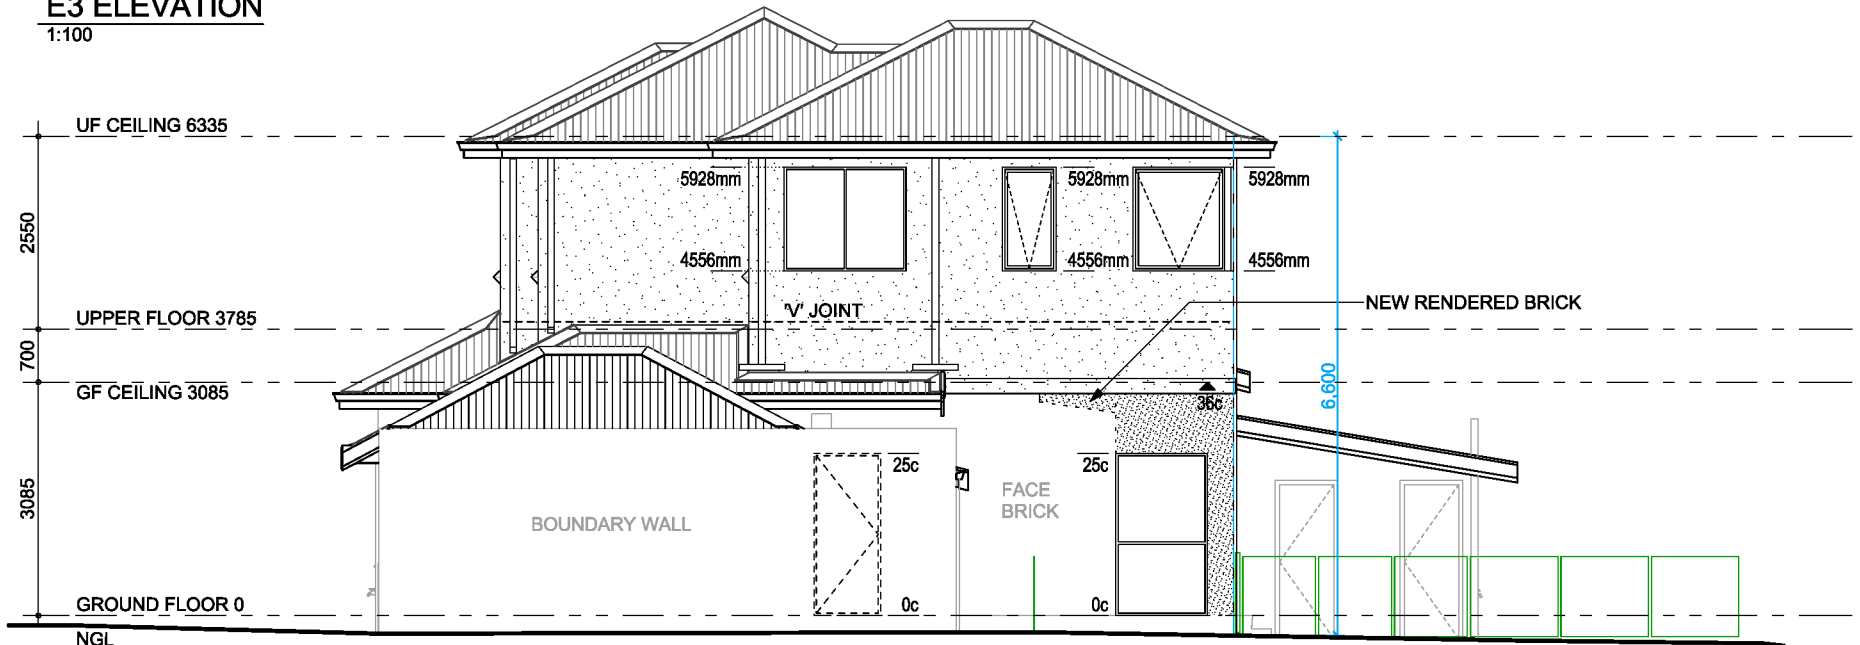 E3 ELEVATION
1:100
UF CEILING 6335
5928mm
5928mm
5928mm
2550
4556mm
4556mm
4556mm
'V' JOINT
NEW RENDERED BRICK
UPPER FLOOR 3785
700
GF CEILING 3085
6,600
36c
25c
25c
3085
FACE
BRICK
BOUNDARY WALL
GROUND FLOOR 0
0c
0c
NGL